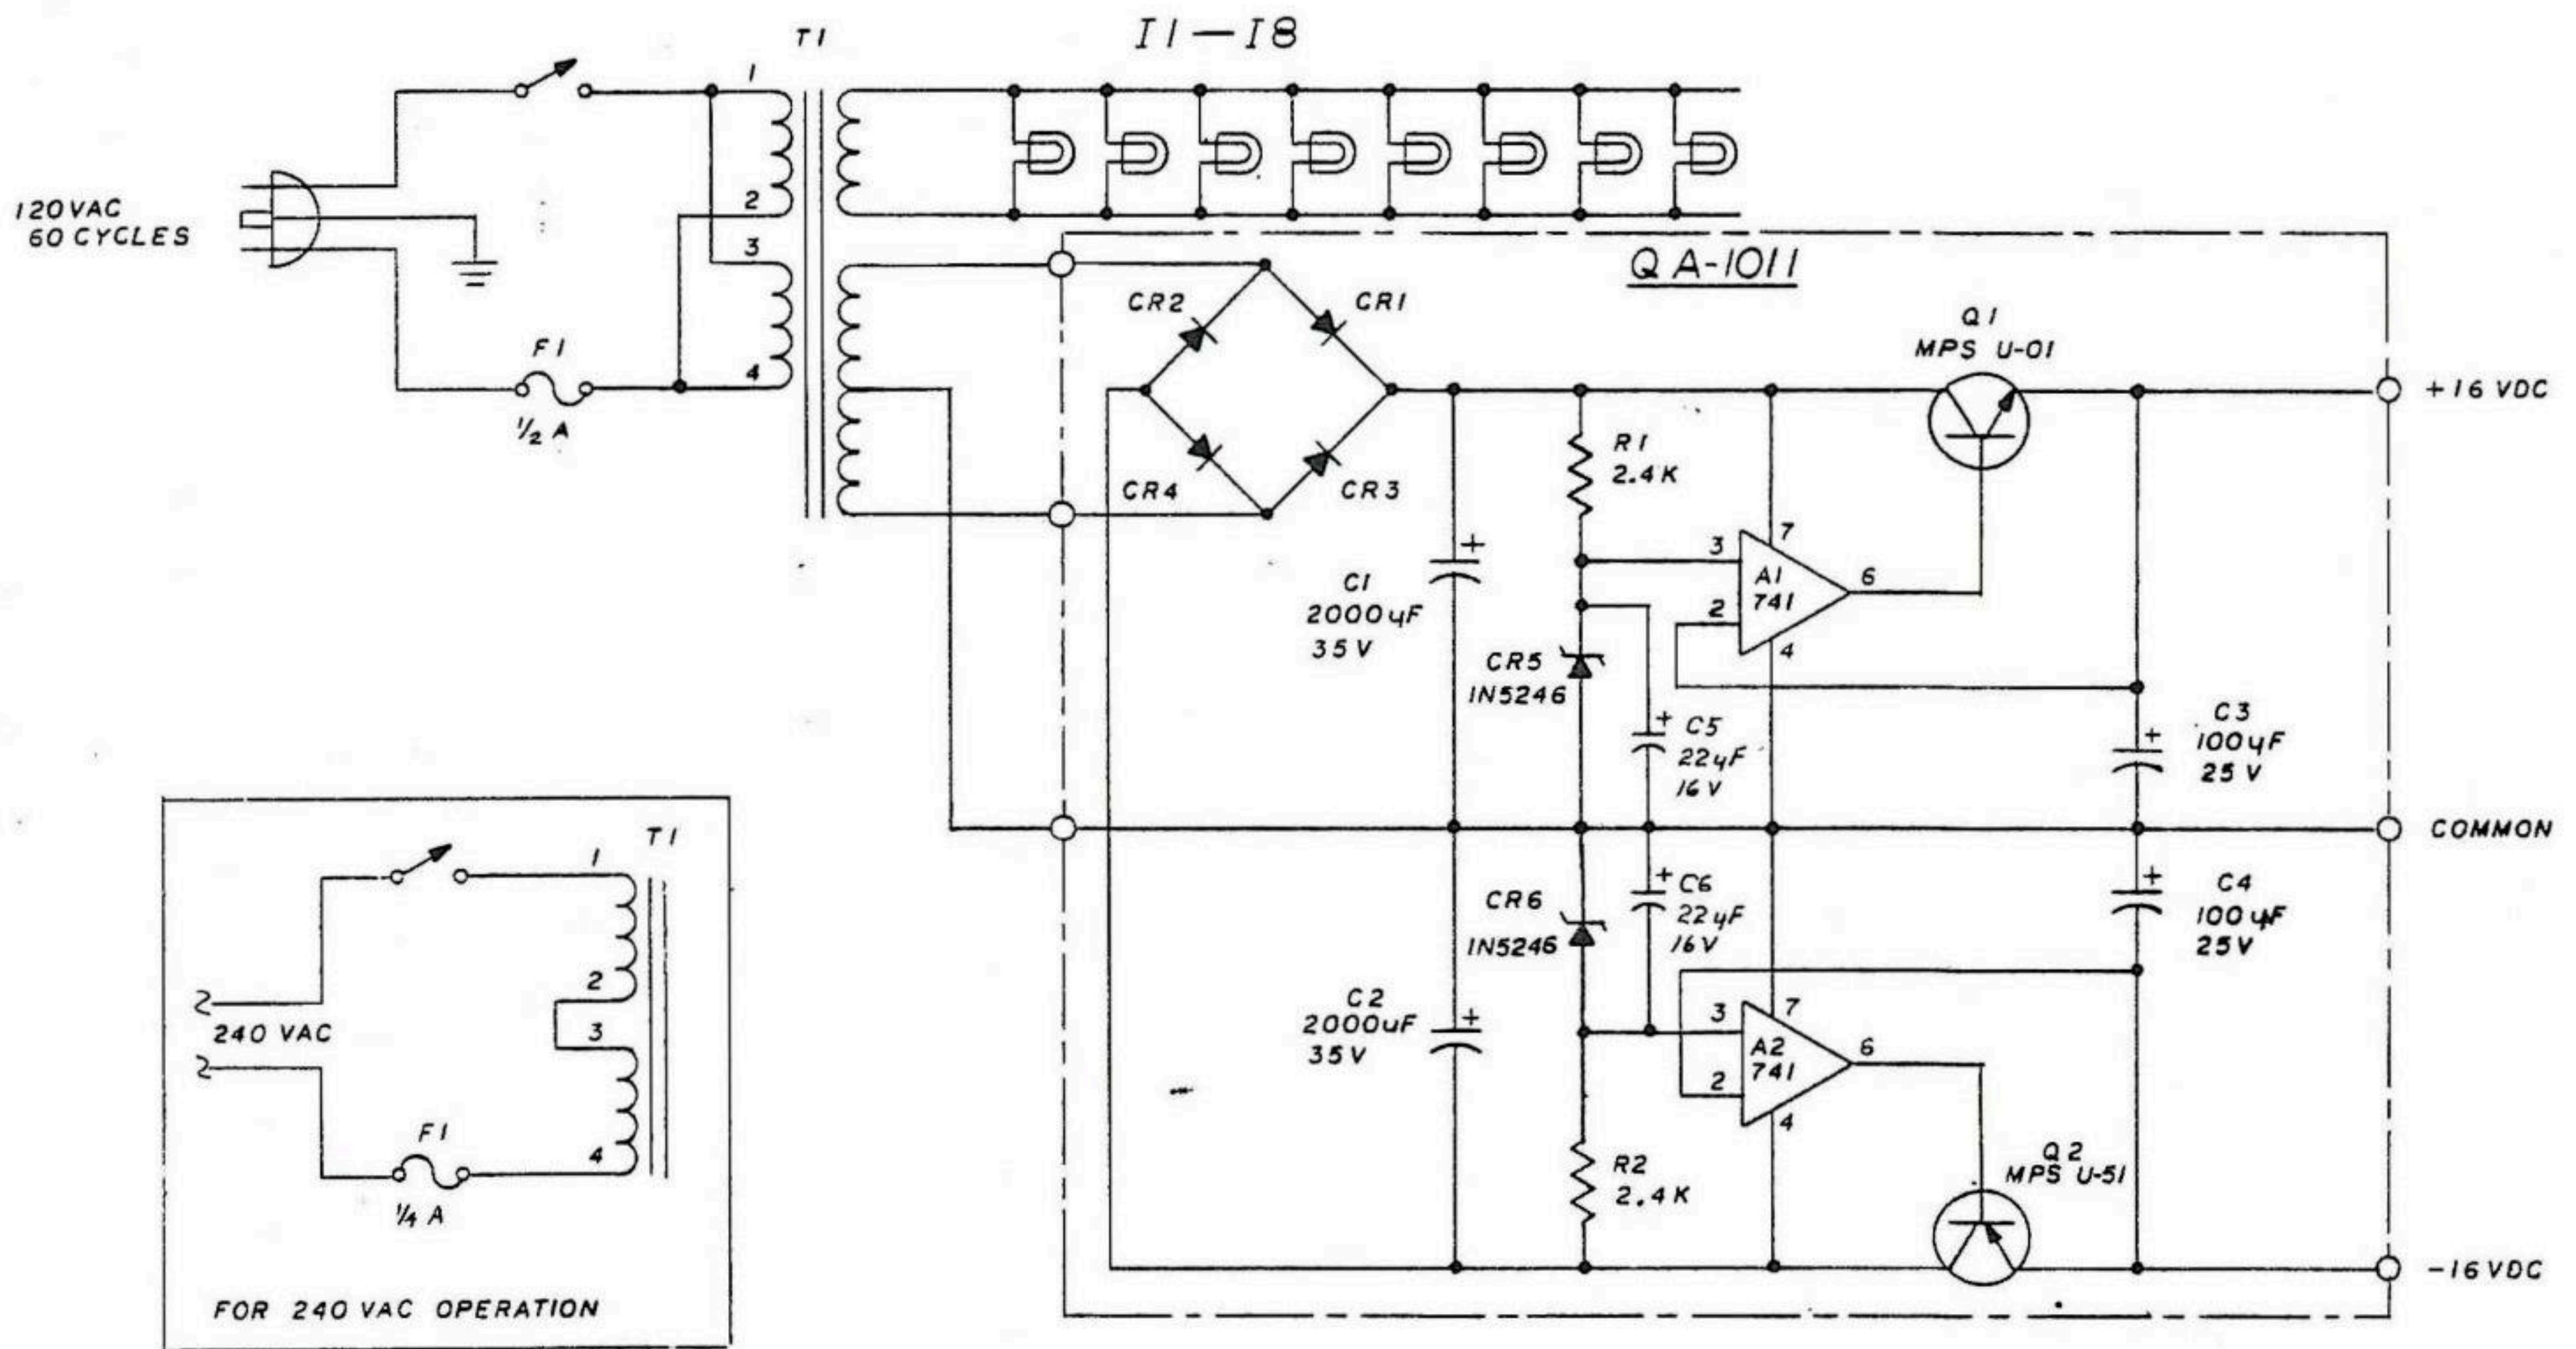 T1
I1—I8
1
2
3
4
120VAC
60 CYCLES
F1
½ A
QA-1011
CR2
CR1
CR4
CR3
Q1
MPS U-01
+16 VDC
R1
2.4K
C1
2000uF
35V
3
7
A1
741
6
2
4
CR5
1N5246
+
+
C5
22uF
16V
+
C3
100uF
25V
COMMON
CR6
1N5246
+
C6
22uF
16V
+
C4
100uF
25V
C2
2000uF
35V
+
3
7
A2
741
6
2
4
R2
2.4K
Q2
MPS U-51
-16VDC
T1
1
2
3
4
240 VAC
F1
¼ A
FOR 240 VAC OPERATION